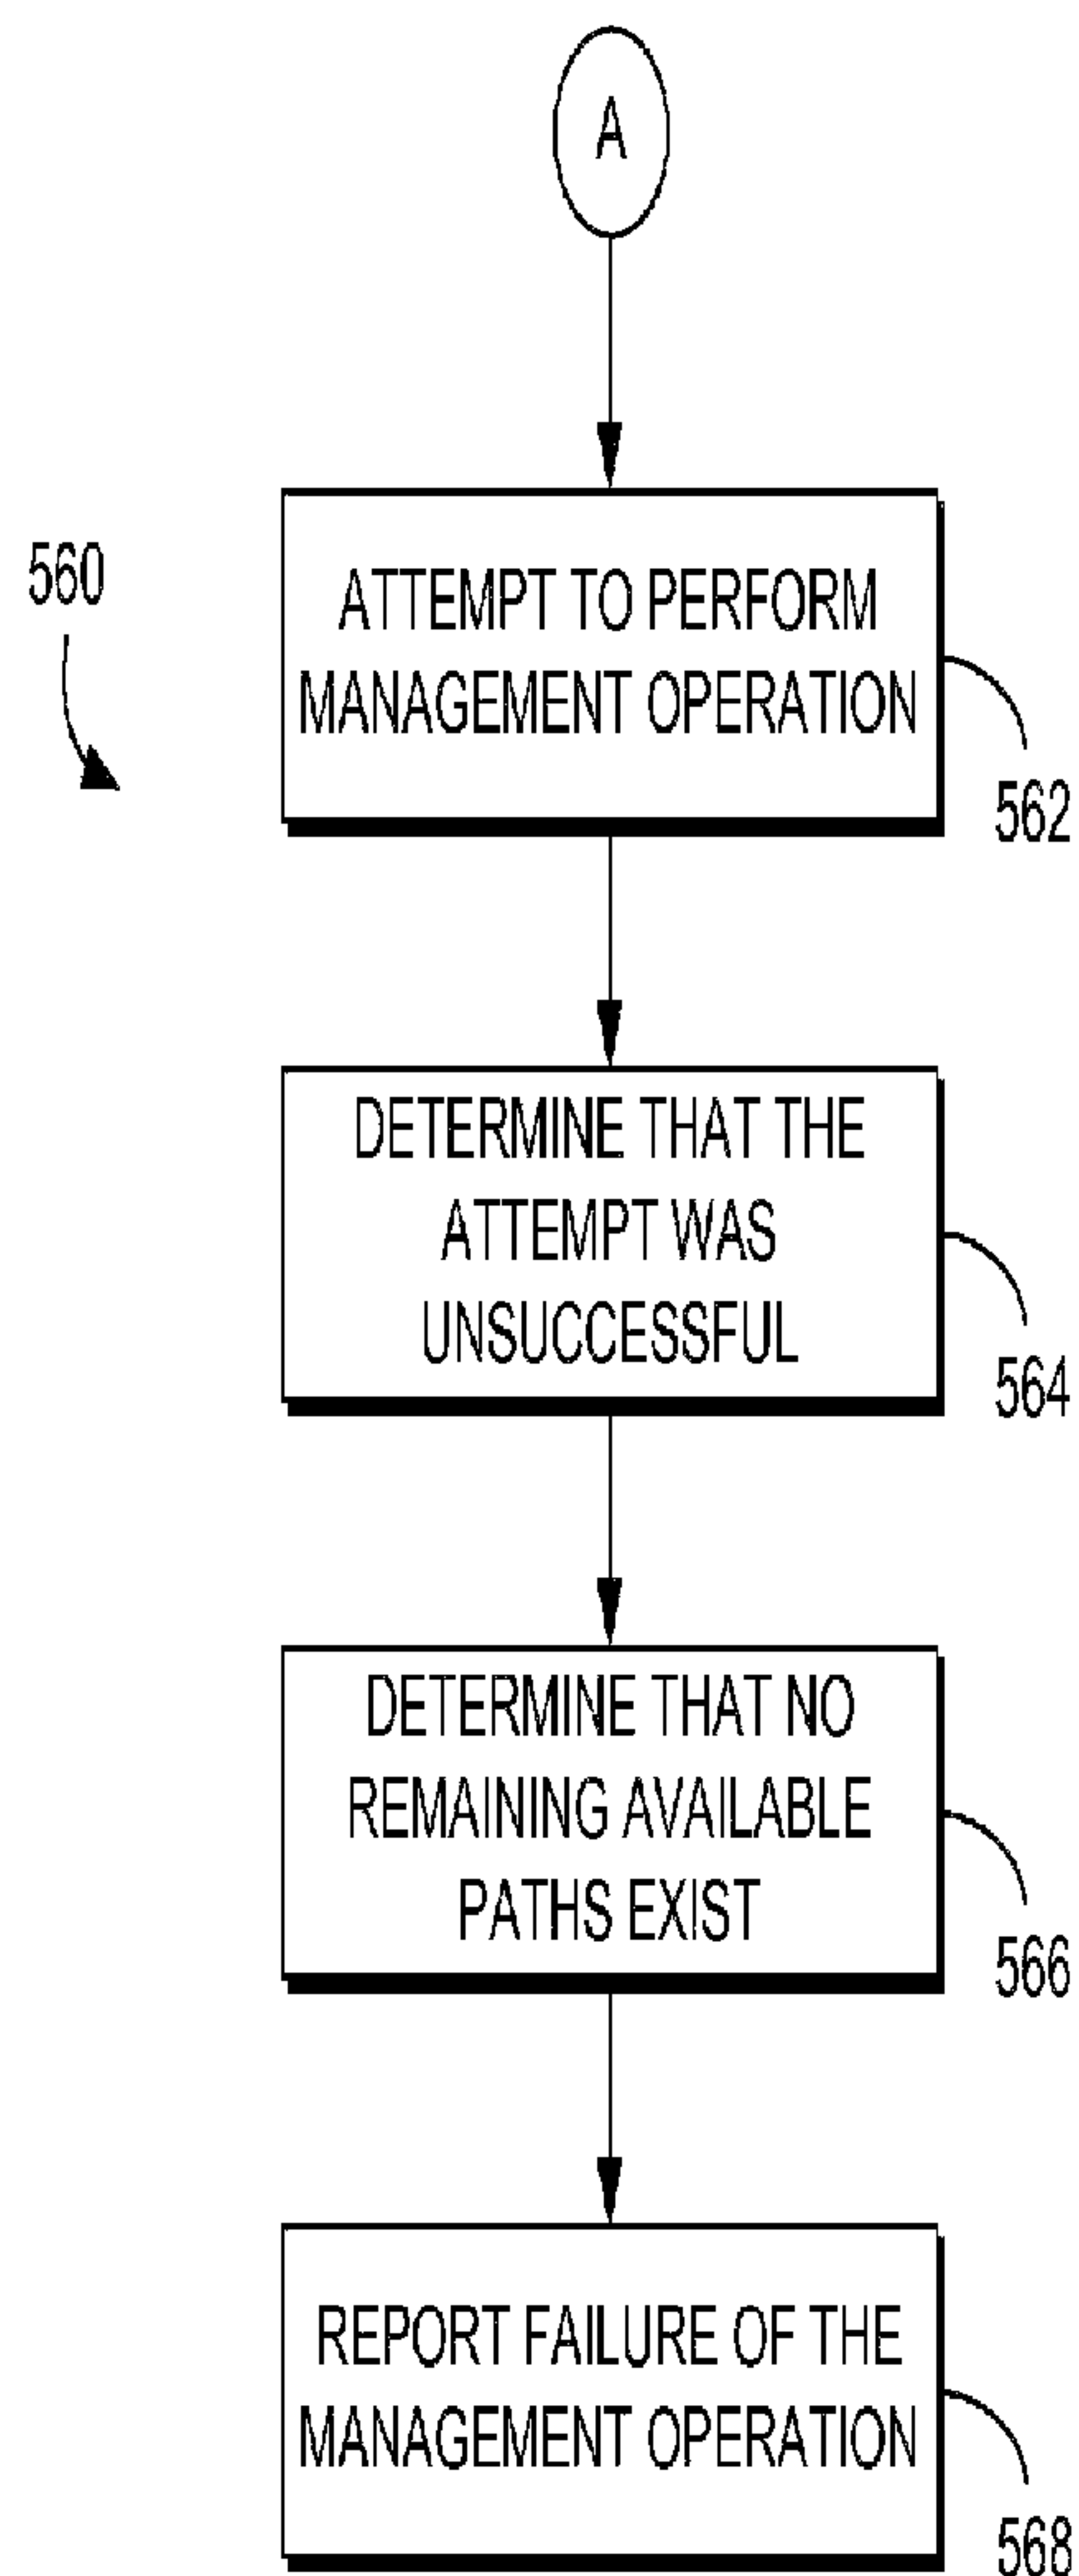 A
560
ATTEMPT TO PERFORM
MANAGEMENT OPERATION
562
DETERMINE THAT THE
ATTEMPT WAS
UNSUCCESSFUL
564
DETERMINE THAT NO
REMAINING AVAILABLE
PATHS EXIST
566
REPORT FAILURE OF THE
MANAGEMENT OPERATION
568